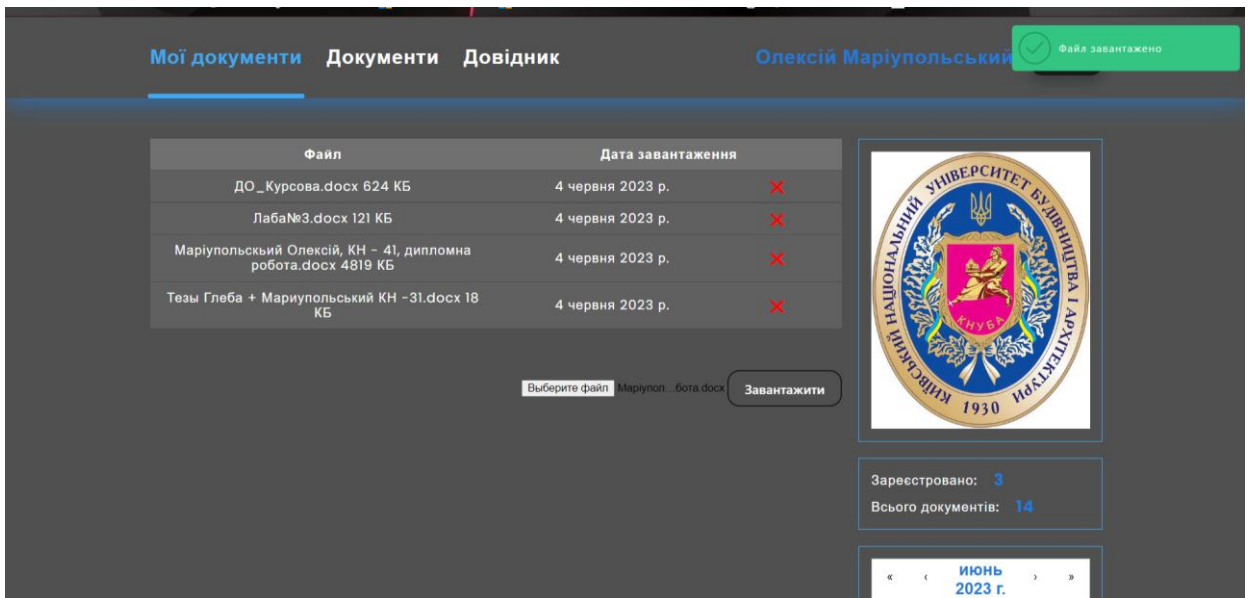 Мої документи Документи Довідник Олексій Маріупольський
Файл завантажено
Файл Дата завантаження
ДО_Курсова.docx 624 КБ 4 червня 2023 р.
Лаба№3.docx 121 КБ 4 червня 2023 р.
Маріупольскьий Олексій, КН - 41, дипломна
робота.docx 4819 КБ 4 червня 2023 р.
Тезы Глеба + Мариупольский КН -31.docx 18
КБ 4 червня 2023 р.
Выберите файл Маріупол...бота.docx Завантажити
КИЇВСЬКИЙ НАЦІОНАЛЬНИЙ УНІВЕРСИТЕТ БУДІВНИЦТВА І АРХІТЕКТУРИ
КНУБА
1930
Зареєстровано: 3
Всього документів: 14
« ‹ июнь › »
2023 г.